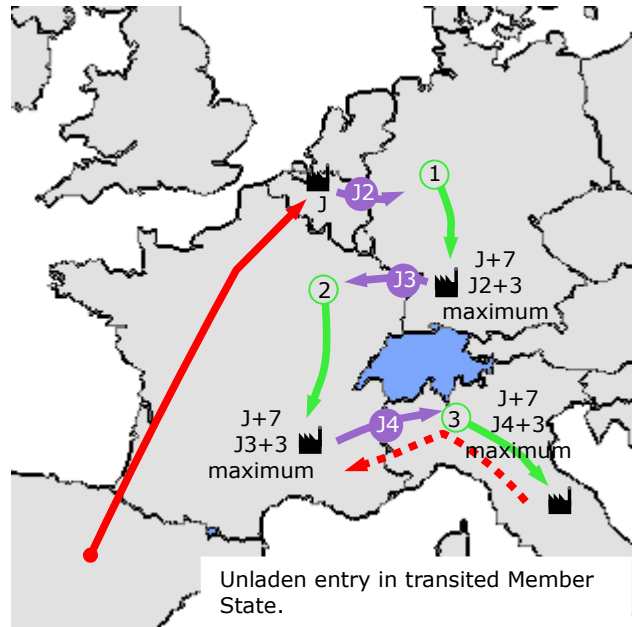 J
J2
1
J+7
J2+3
maximum
J3
2
J+7
J3+3
maximum
J4
3
J+7
J4+3
maximum
Unladen entry in transited Member
State.